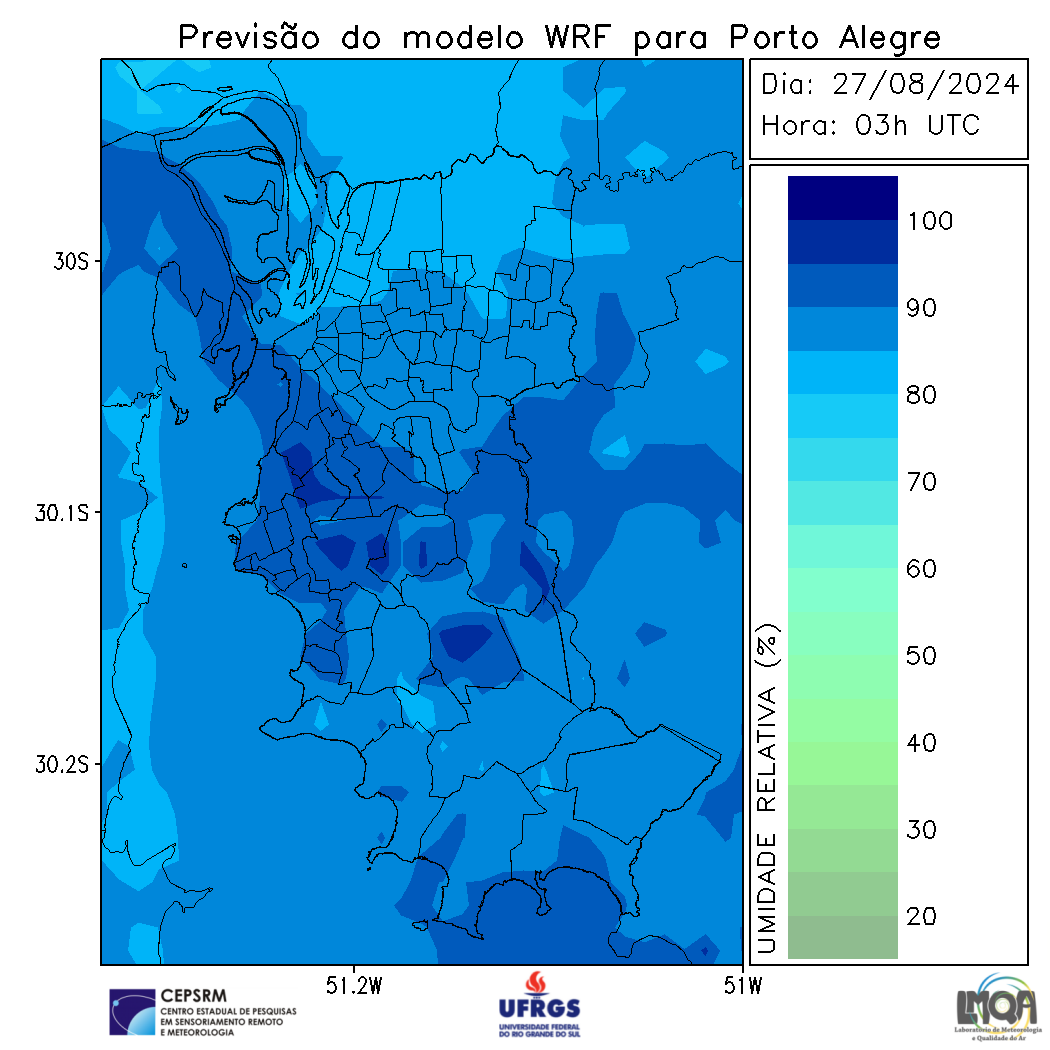 Previsão do modelo WRF para Porto Alegre
Dia: 27/08/2024
Hora: 03h UTC
100
90
80
70
60
50
40
30
20
UMIDADE RELATIVA (%)
30S
30.1S
30.2S
51.2W
51W
CEPSRM
CENTRO ESTADUAL DE PESQUISAS
EM SENSORIAMENTO REMOTO
E METEOROLOGIA
UFRGS
UNIVERSIDADE FEDERAL
DO RIO GRANDE DO SUL
LMQA
Laboratório de Meteorologia
e Qualidade do Ar